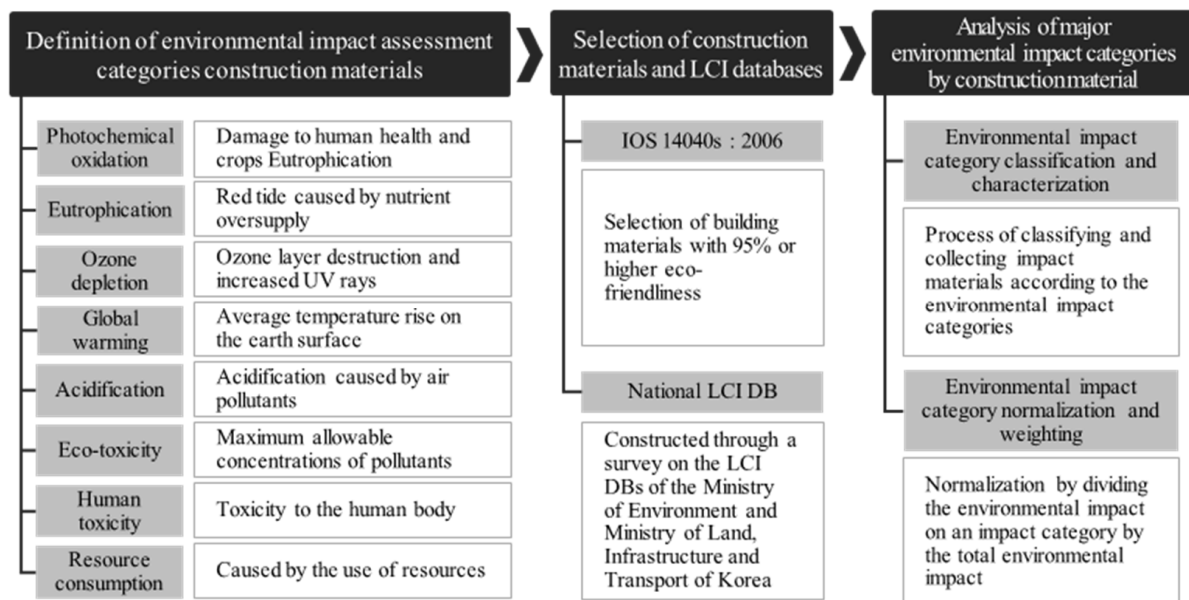 Definition of environmental impact assessment
categories construction materials
Photochemical
oxidation
Damage to human health and
crops Eutrophication
Eutrophication
Red tide caused by nutrient
oversupply
Ozone
depletion
Ozone layer destruction and
increased UV rays
Global
warming
Average temperature rise on
the earth surface
Acidification
Acidification caused by air
pollutants
Eco-toxicity
Maximum allowable
concentrations of pollutants
Human
toxicity
Toxicity to the human body
Resource
consumption
Caused by the use of resources
Selection of construction
materials and LCI databases
IOS 14040s : 2006
Selection of building
materials with 95% or
higher eco-
friendliness
National LCI DB
Constructed through a
survey on the LCI
DBs of the Ministry
of Environment and
Ministry of Land,
Infrastructure and
Transport of Korea
Analysis of major
environmental impact categories
by construction material
Environmental impact
category classification and
characterization
Process of classifying and
collecting impact
materials according to the
environmental impact
categories
Environmental impact
category normalization and
weighting
Normalization by dividing
the environmental impact
on an impact category by
the total environmental
impact